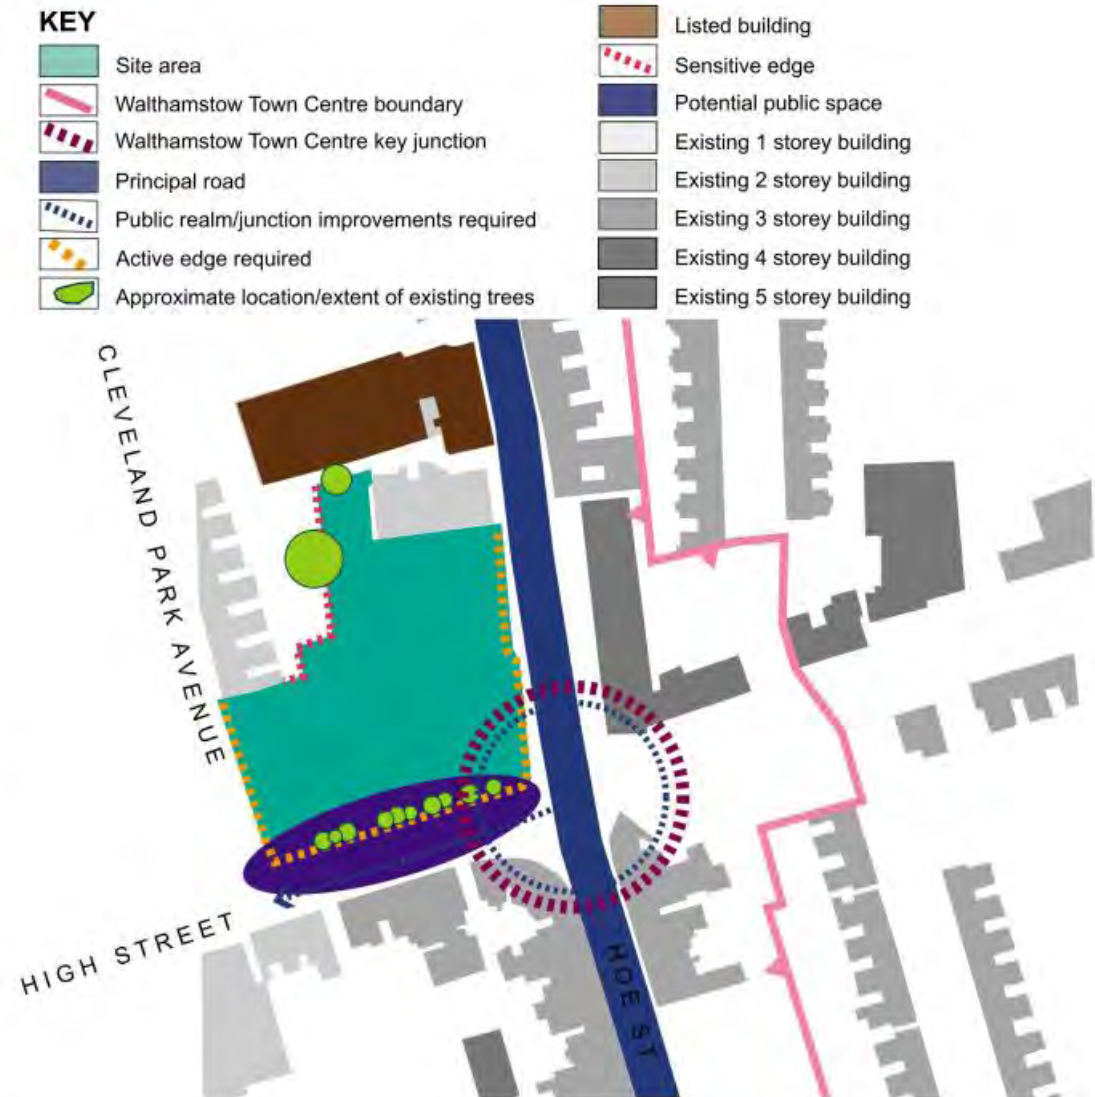 KEY
Site area
Walthamstow Town Centre boundary
Walthamstow Town Centre key junction
Principal road
Public realm/junction improvements required
Active edge required
Approximate location/extent of existing trees
Listed building
Sensitive edge
Potential public space
Existing 1 storey building
Existing 2 storey building
Existing 3 storey building
Existing 4 storey building
Existing 5 storey building
CLEVELAND PARK AVENUE
HIGH STREET
HOE ST